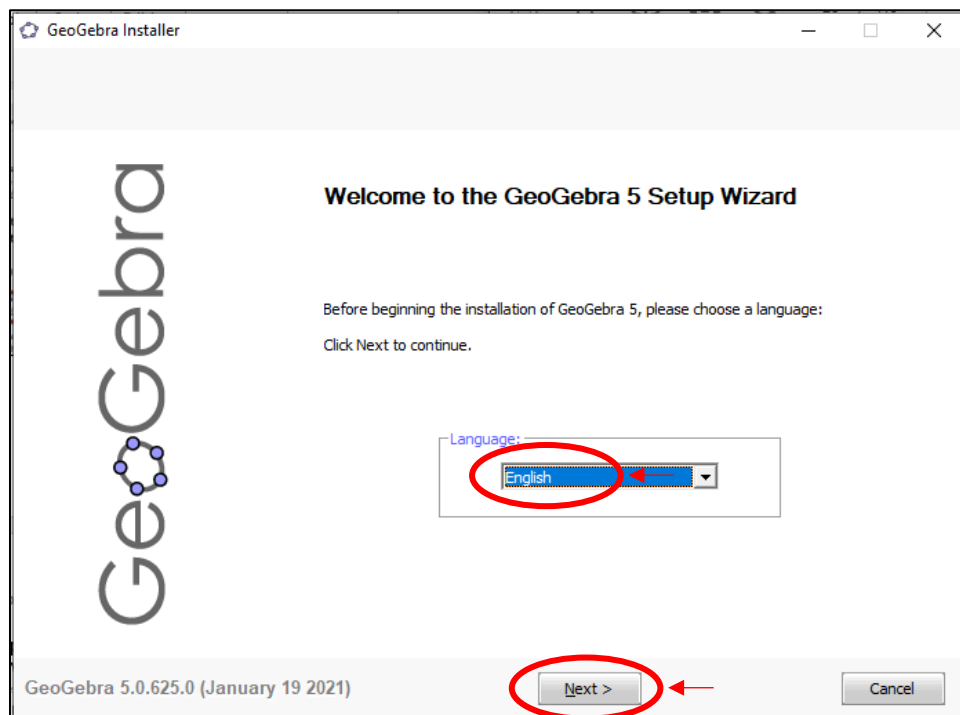 GeoGebra Installer
GeoGebra
Welcome to the GeoGebra 5 Setup Wizard
Before beginning the installation of GeoGebra 5, please choose a language:
Click Next to continue.
Language:
English
GeoGebra 5.0.625.0 (January 19 2021)
Next >
Cancel